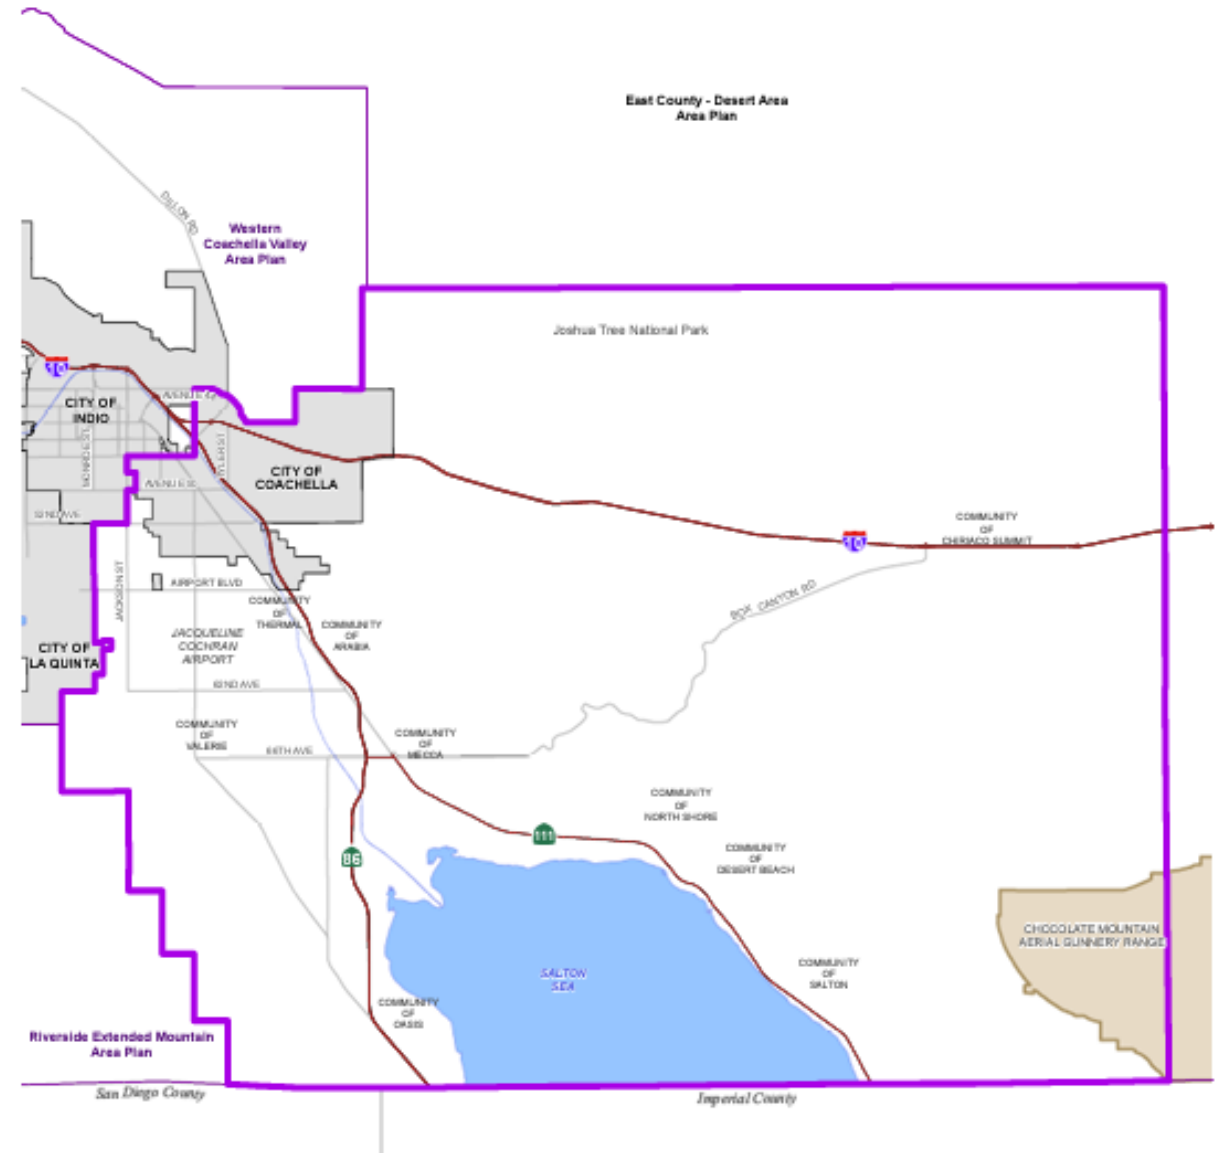 East County - Desert Area
Area Plan
DILLON RD
Western
Coachella Valley
Area Plan
Joshua Tree National Park
10
AVENUE
CITY OF
INDIO
MONROE ST
TYLER ST
CITY OF
COACHELLA
AVENUE
52ND AVE
COMMUNITY
OF
CHIRIACO SUMMIT
10
AIRPORT BLVD
JACKSON ST
BOX CANYON RD
COMMUNITY
OF
THERMAL
COMMUNITY
OF
ARABIA
JACQUELINE
COCHRAN
AIRPORT
CITY OF
LA QUINTA
62ND AVE
COMMUNITY
OF
VALERIE
COMMUNITY
OF
MECCA
66TH AVE
COMMUNITY
OF
NORTH SHORE
111
86
COMMUNITY
OF
DESERT BEACH
CHOCOLATE MOUNTAIN
AERIAL GUNNERY RANGE
SALTON
SEA
COMMUNITY
OF
SALTON
COMMUNITY
OF
OASIS
Riverside Extended Mountain
Area Plan
San Diego County
Imperial County